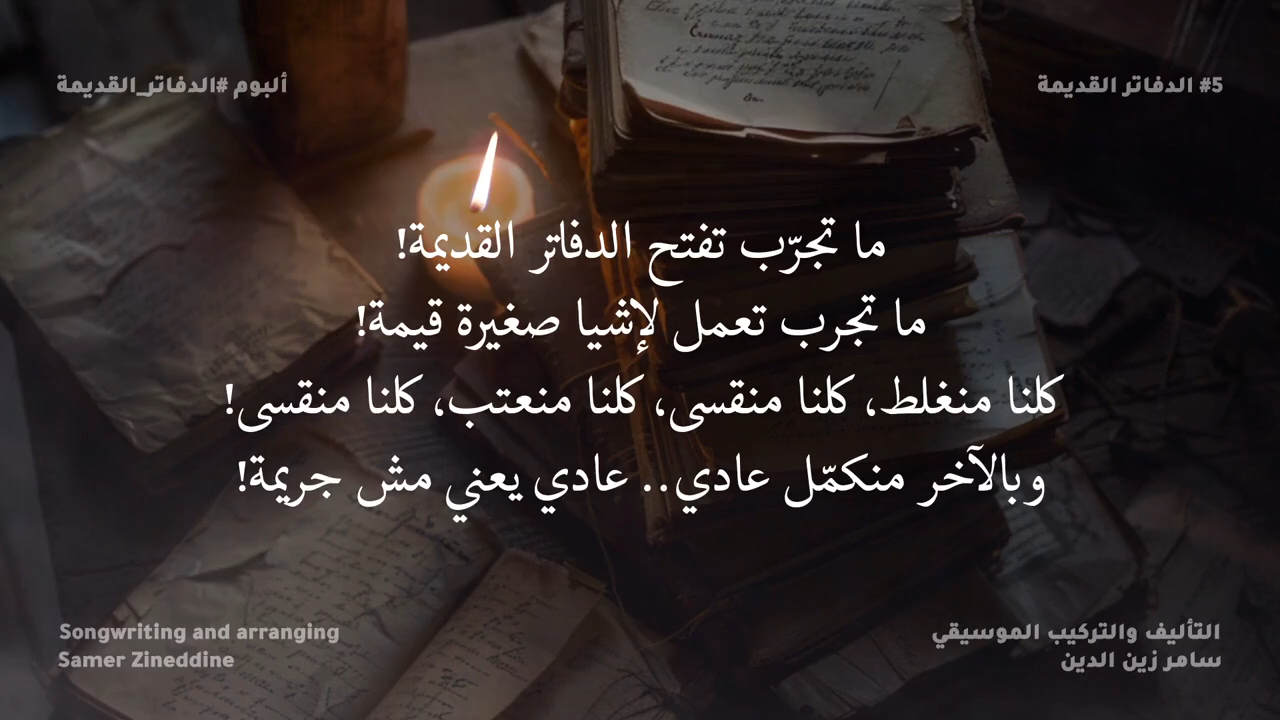 #5 الدفاتر القديمة
ألبوم #الدفاتر_القديمة
ما تجرّب تفتح الدفاتر القديمة!
ما تجرب تعمل لإشيا صغيرة قيمة!
كلنا منغلط، كلنا منقسى، كلنا منعتب، كلنا منقسى!
وبالآخر منكمّل عادي.. عادي يعني مش جريمة!
التأليف والتركيب الموسيقي
سامر زين الدين
Songwriting and arranging
Samer Zineddine